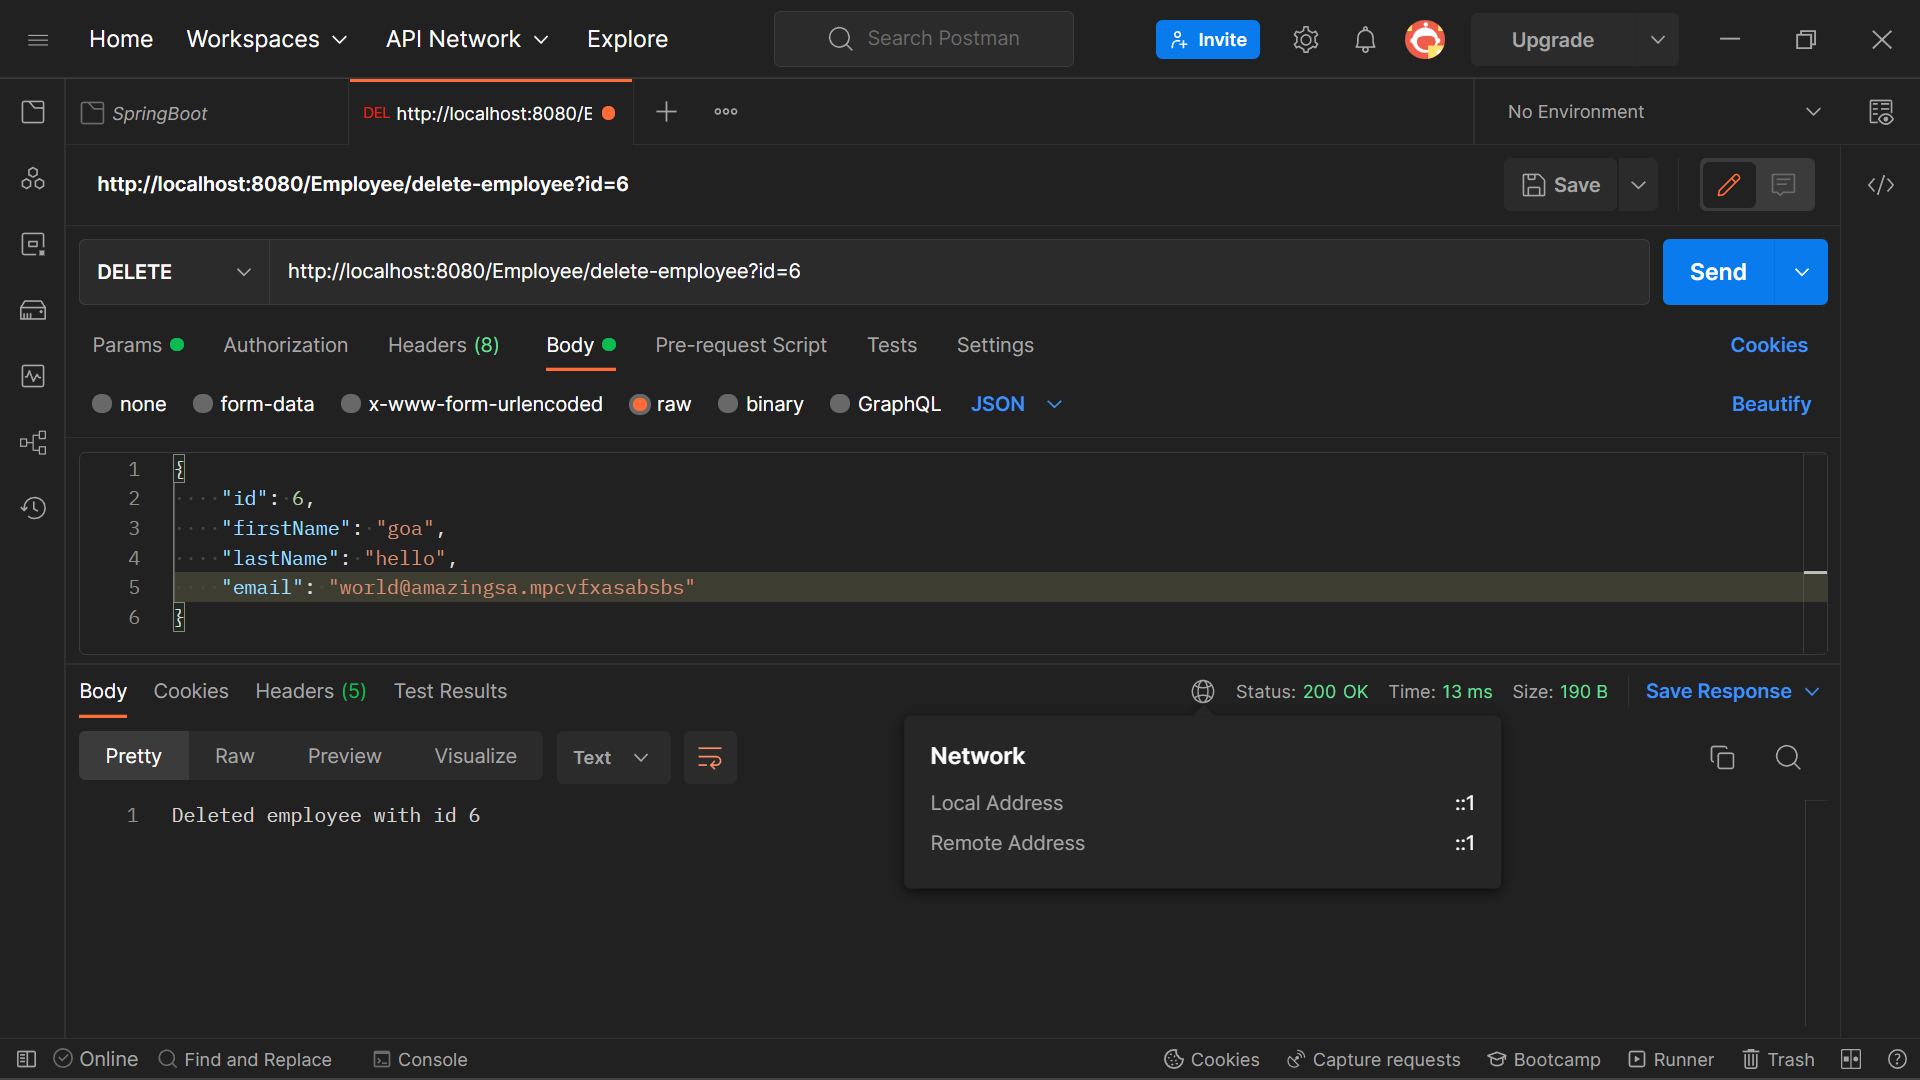 Home Workspaces API Network Explore Search Postman Invite Upgrade
SpringBoot DEL http://localhost:8080/E No Environment
http://localhost:8080/Employee/delete-employee?id=6 Save
DELETE http://localhost:8080/Employee/delete-employee?id=6 Send
Params Authorization Headers (8) Body Pre-request Script Tests Settings Cookies
none form-data x-www-form-urlencoded raw binary GraphQL JSON Beautify
1 {
2 "id": 6,
3 "firstName": "goa",
4 "lastName": "hello",
5 "email": "world@amazingsa.mpcvfxasabsbs"
6 }
Body Cookies Headers (5) Test Results Status: 200 OK Time: 13 ms Size: 190 B Save Response
Pretty Raw Preview Visualize Text
1 Deleted employee with id 6
Network
Local Address ::1
Remote Address ::1
Online Find and Replace Console Cookies Capture requests Bootcamp Runner Trash